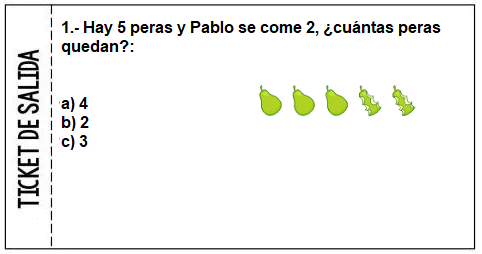 TICKET DE SALIDA
1.- Hay 5 peras y Pablo se come 2, ¿cuántas peras
quedan?:
a) 4
b) 2
c) 3